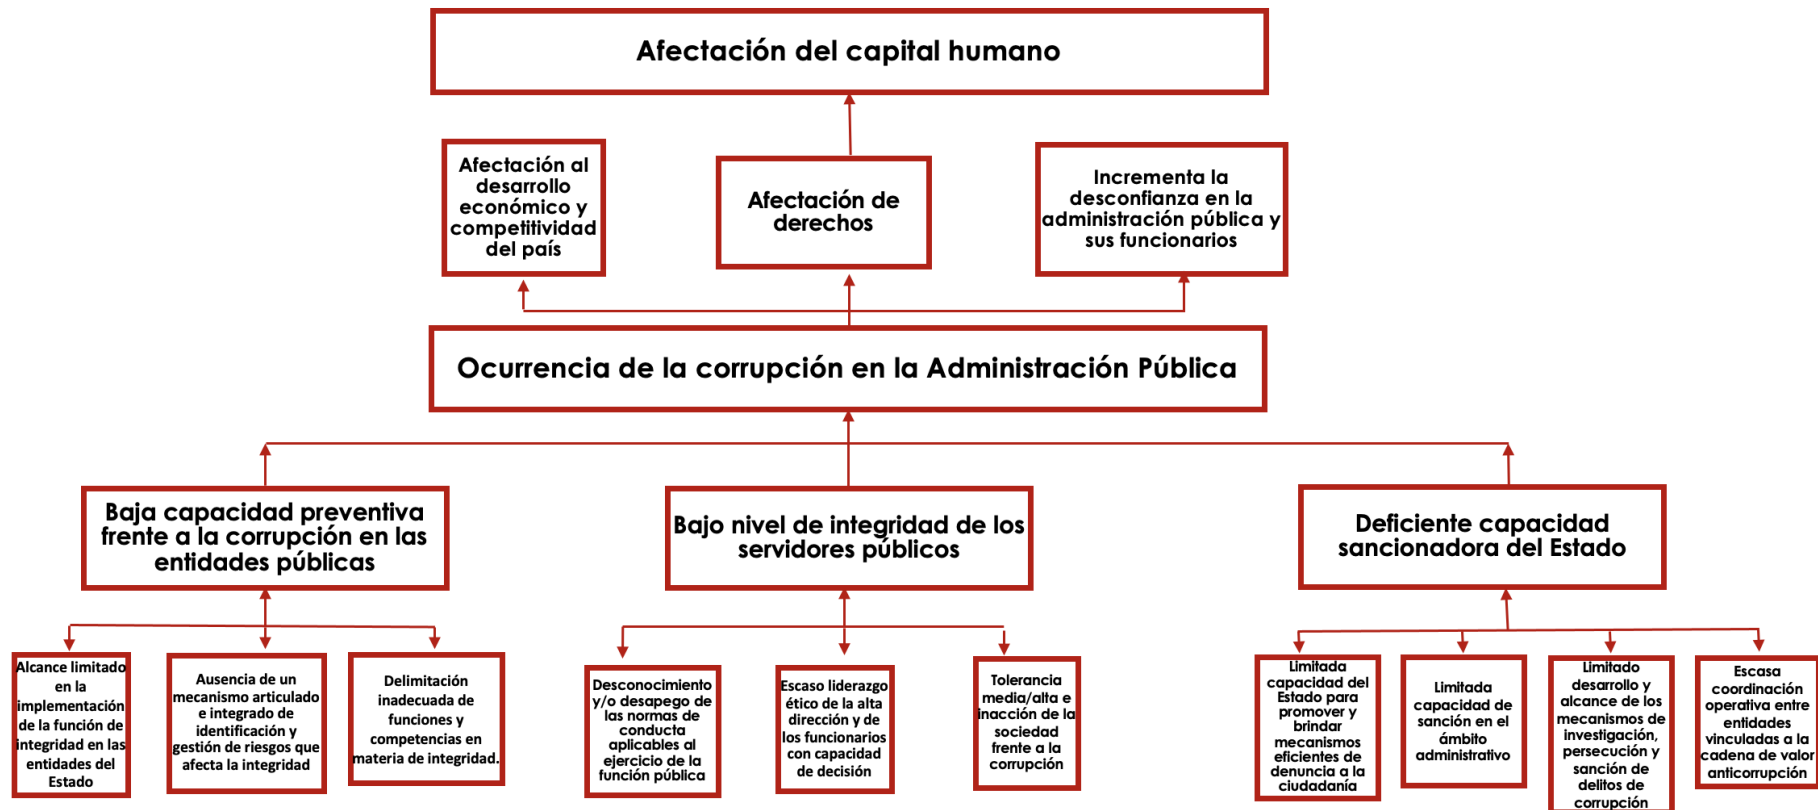 Afectación del capital humano
Afectación al
desarrollo
económico y
competitividad
del país
Afectación de
derechos
Incrementa la
desconfianza en la
administración pública y
sus funcionarios
Ocurrencia de la corrupción en la Administración Pública
Baja capacidad preventiva
frente a la corrupción en las
entidades públicas
Bajo nivel de integridad de los
servidores públicos
Deficiente capacidad
sancionadora del Estado
Alcance limitado
en la
implementación
de la función de
integridad en las
entidades del
Estado
Ausencia de un
mecanismo articulado
e integrado de
identificación y
gestión de riesgos que
afecta la integridad
Delimitación
inadecuada de
funciones y
competencias en
materia de integridad.
Desconocimiento
y/o desapego de
las normas de
conducta
aplicables al
ejercicio de la
función pública
Escaso liderazgo
ético de la alta
dirección y de
los funcionarios
con capacidad
de decisión
Tolerancia
media/alta e
inacción de la
sociedad
frente a la
corrupción
Limitada
capacidad del
Estado para
promover y
brindar
mecanismos
eficientes de
denuncia a la
ciudadanía
Limitada
capacidad de
sanción en el
ámbito
administrativo
Limitado
desarrollo y
alcance de los
mecanismos de
investigación,
persecución y
sanción de
delitos de
corrupción
Escasa
coordinación
operativa entre
entidades
vinculadas a la
cadena de valor
anticorrupción